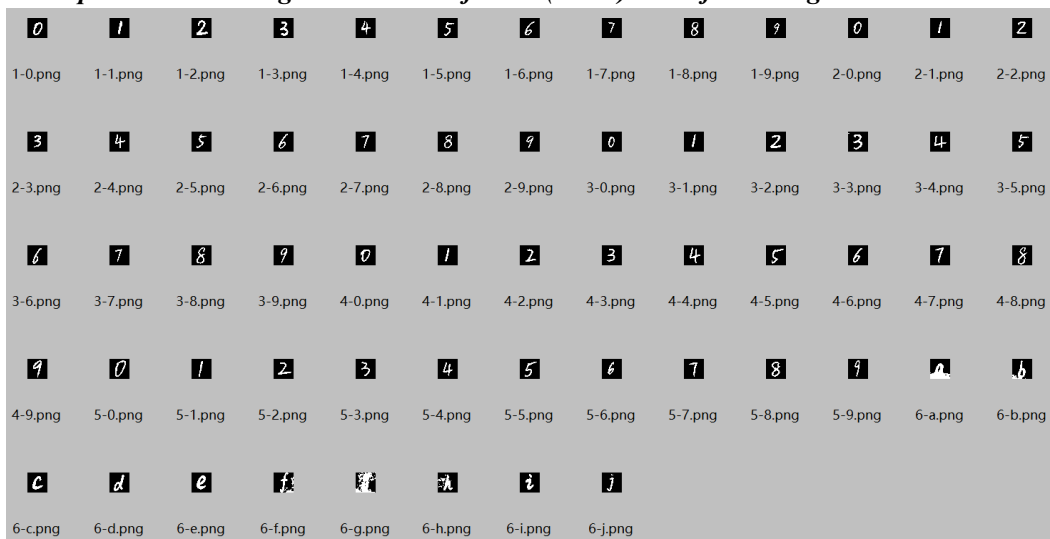 0 1 2 3 4 5 6 7 8 9 0 1 2
1-0.png 1-1.png 1-2.png 1-3.png 1-4.png 1-5.png 1-6.png 1-7.png 1-8.png 1-9.png 2-0.png 2-1.png 2-2.png
3 4 5 6 7 8 9 0 1 2 3 4 5
2-3.png 2-4.png 2-5.png 2-6.png 2-7.png 2-8.png 2-9.png 3-0.png 3-1.png 3-2.png 3-3.png 3-4.png 3-5.png
6 7 8 9 0 1 2 3 4 5 6 7 8
3-6.png 3-7.png 3-8.png 3-9.png 4-0.png 4-1.png 4-2.png 4-3.png 4-4.png 4-5.png 4-6.png 4-7.png 4-8.png
9 0 1 2 3 4 5 6 7 8 9 a b
4-9.png 5-0.png 5-1.png 5-2.png 5-3.png 5-4.png 5-5.png 5-6.png 5-7.png 5-8.png 5-9.png 6-a.png 6-b.png
c d e f h i j
6-c.png 6-d.png 6-e.png 6-f.png 6-g.png 6-h.png 6-i.png 6-j.png